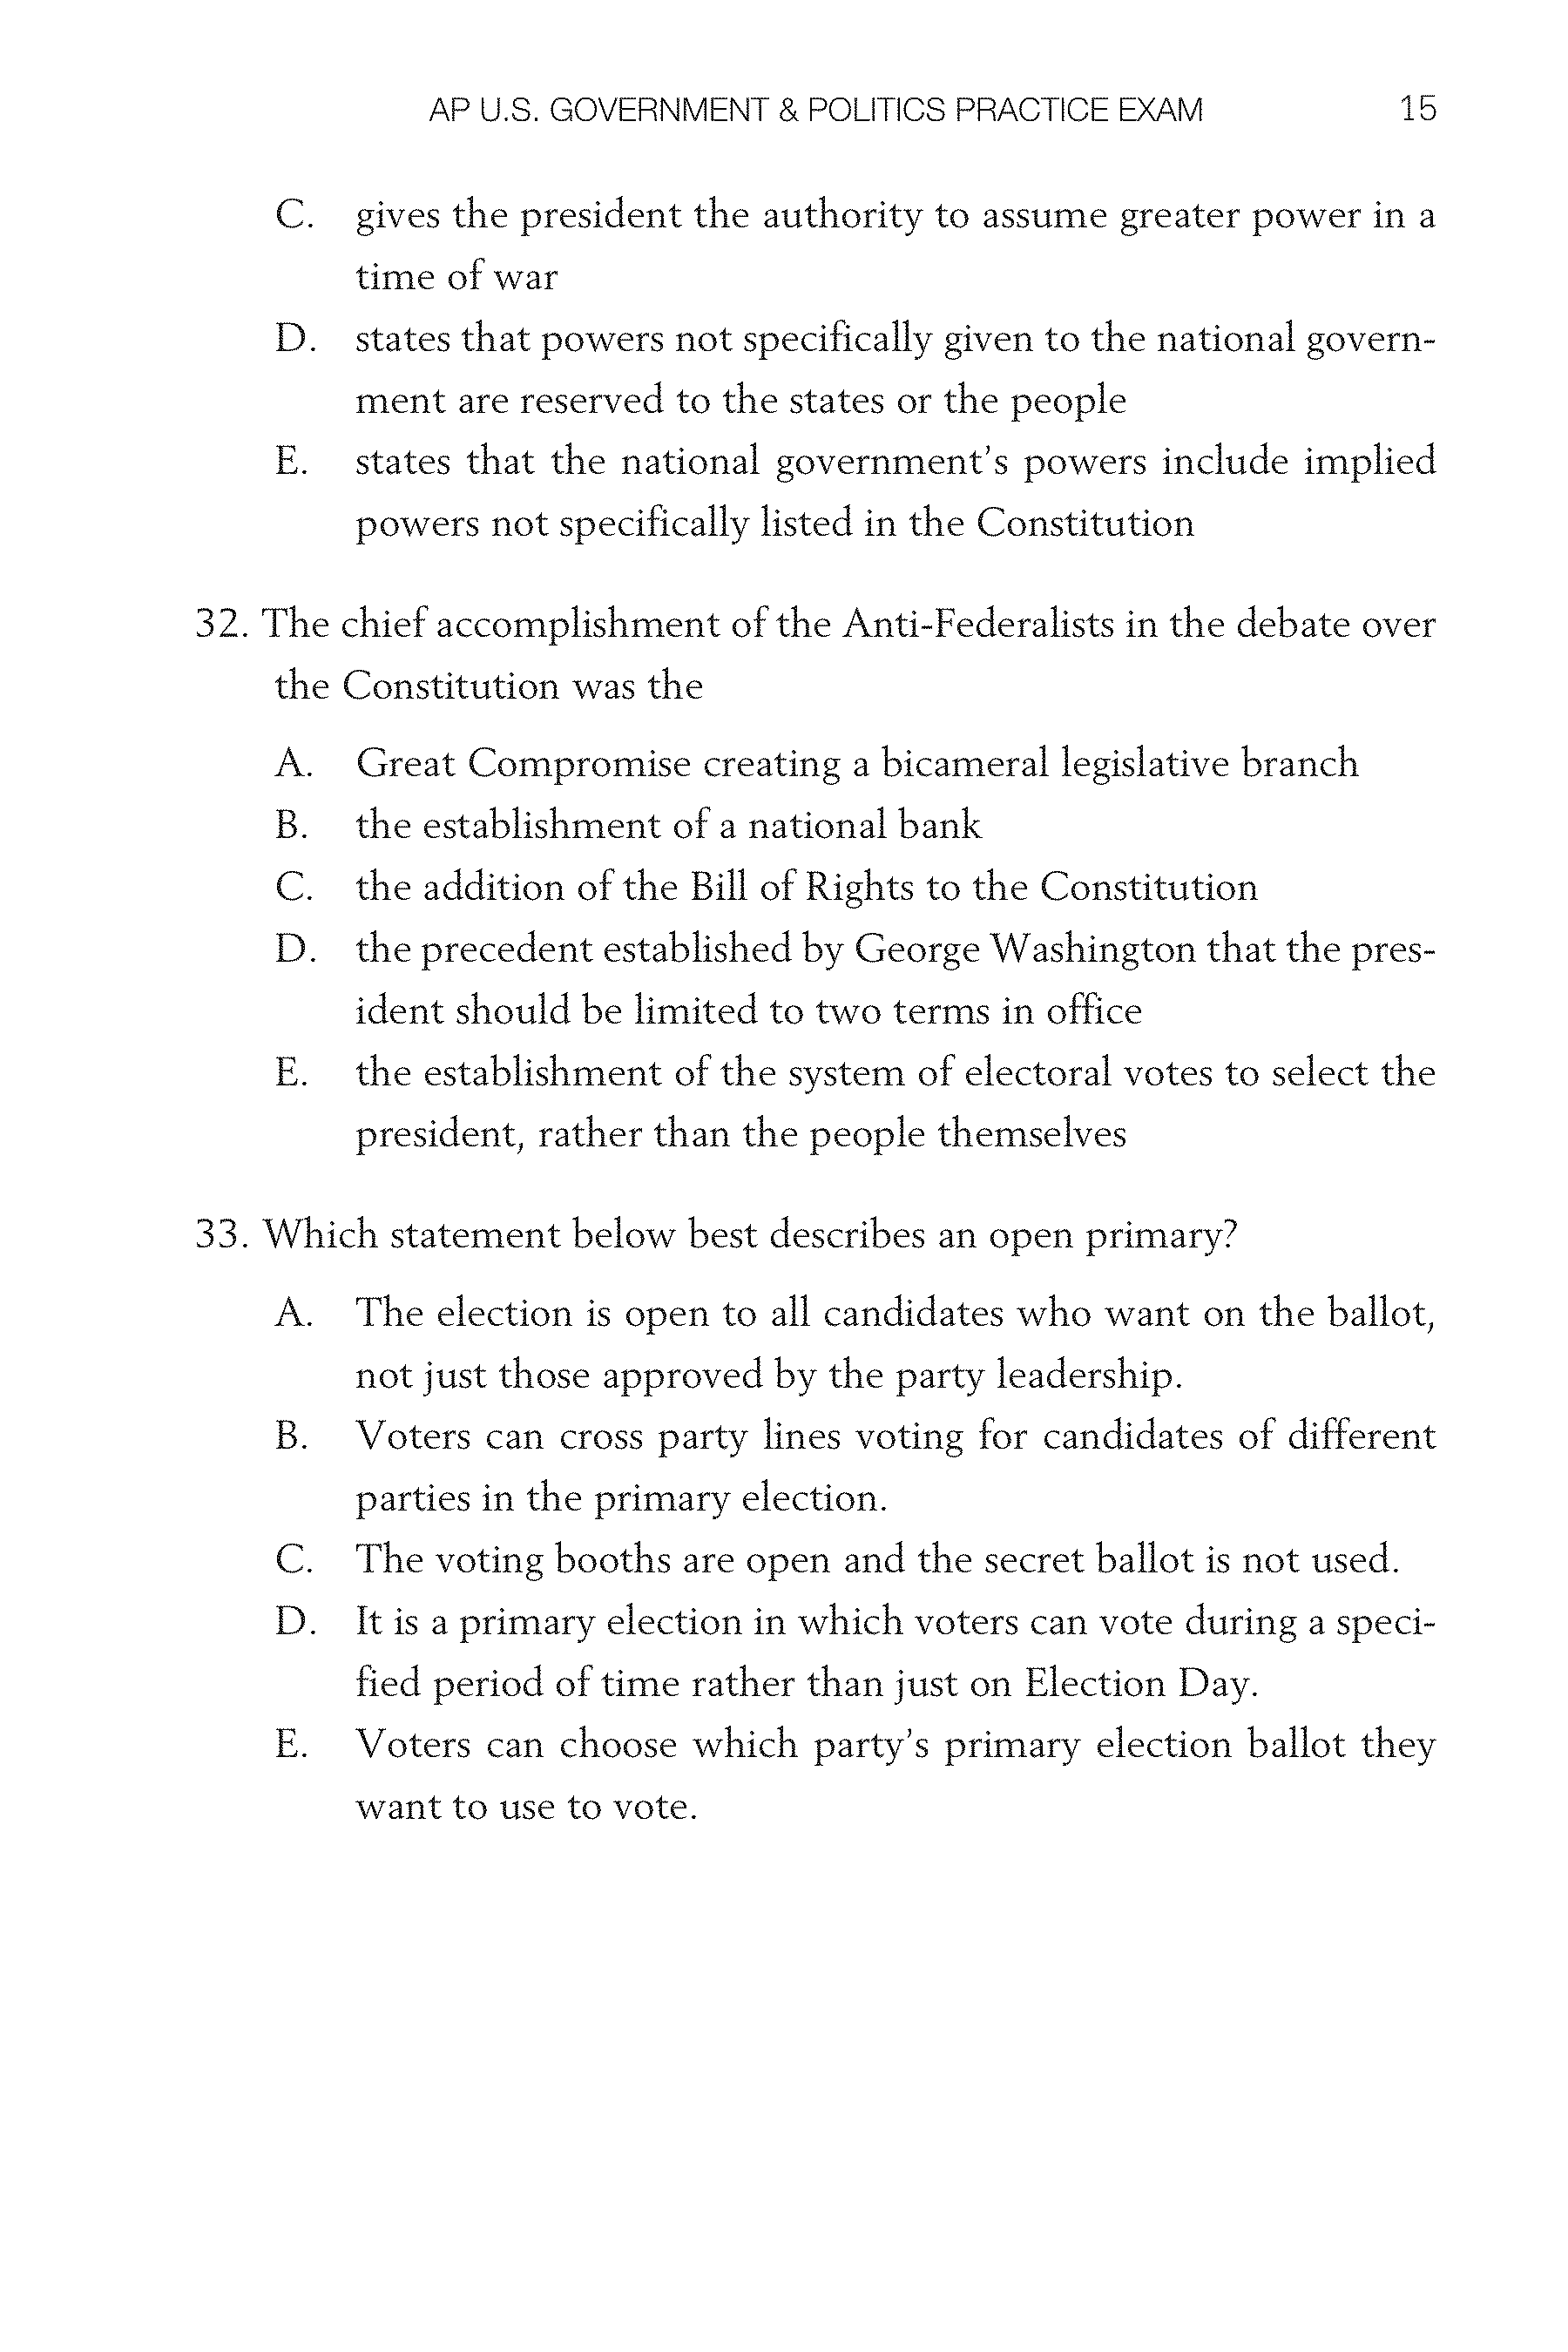 AP U.S. GOVERNMENT & POLITICS PRACTICE EXAM 15
C. gives the president the authority to assume greater power in a
time of war
D. states that powers not specifically given to the national govern-
ment are reserved to the states or the people
E. states that the national government’s powers include implied
powers not specifically listed in the Constitution
32. The chief accomplishment of the Anti-Federalists in the debate over
the Constitution was the
A. Great Compromise creating a bicameral legislative branch
B. the establishment of a national bank
C. the addition of the Bill of Rights to the Constitution
D. the precedent established by George Washington that the pres-
ident should be limited to two terms in office
E. the establishment of the system of electoral votes to select the
president, rather than the people themselves
33. Which statement below best describes an open primary?
A. The election is open to all candidates who want on the ballot,
not just those approved by the party leadership.
B. Voters can cross party lines voting for candidates of different
parties in the primary election.
C. The voting booths are open and the secret ballot is not used.
D. It is a primary election in which voters can vote during a speci-
fied period of time rather than just on Election Day.
E. Voters can choose which party’s primary election ballot they
want to use to vote.